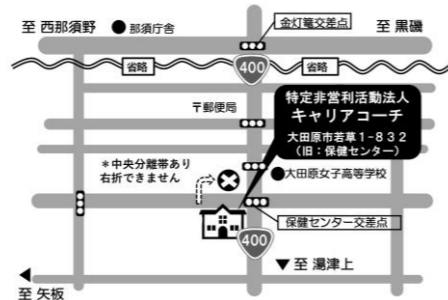 金灯篭交差点
至 西那須野
那須庁舎
至 黒磯
省略
400
省略
特定非営利活動法人
キャリアコーチ
大田原市若草1-832
(旧：保健センター)
〒郵便局
＊中央分離帯あり
右折できません
大田原女子高等学校
保健センター交差点
400
至 湯津上
至 矢板